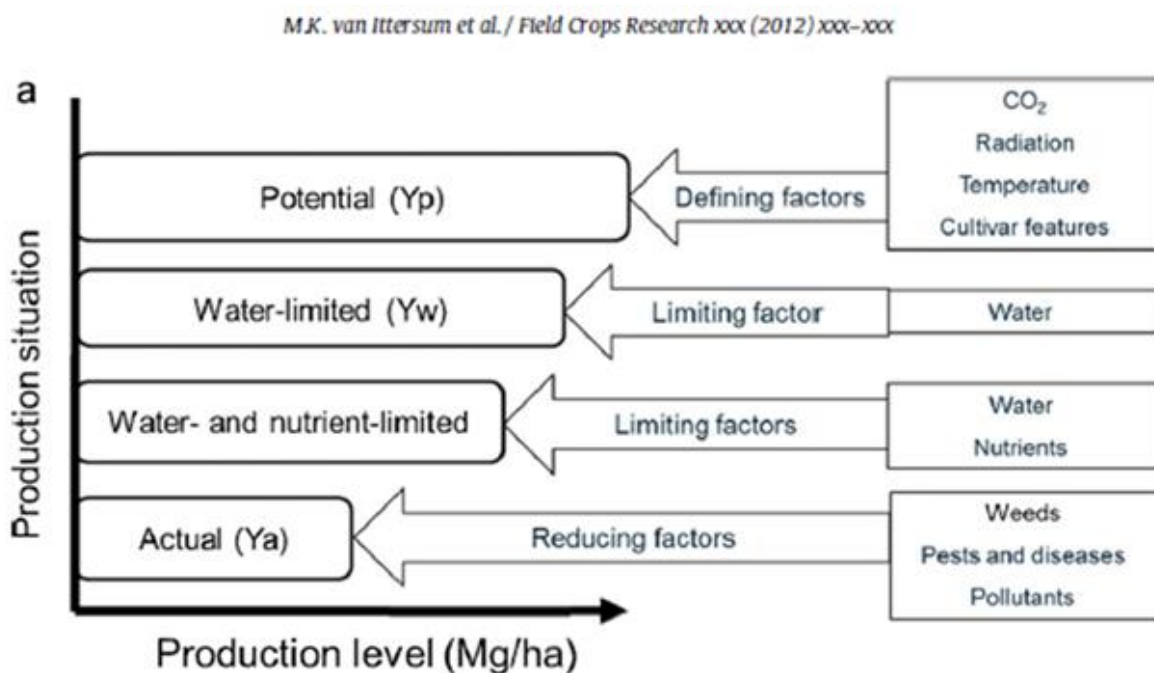 M.K. van Ittersum et al. / Field Crops Research xxx (2012) xxx–xxx
a
Production situation
Potential (Yp)
Defining factors
CO₂
Radiation
Temperature
Cultivar features
Water-limited (Yw)
Limiting factor
Water
Water- and nutrient-limited
Limiting factors
Water
Nutrients
Actual (Ya)
Reducing factors
Weeds
Pests and diseases
Pollutants
Production level (Mg/ha)